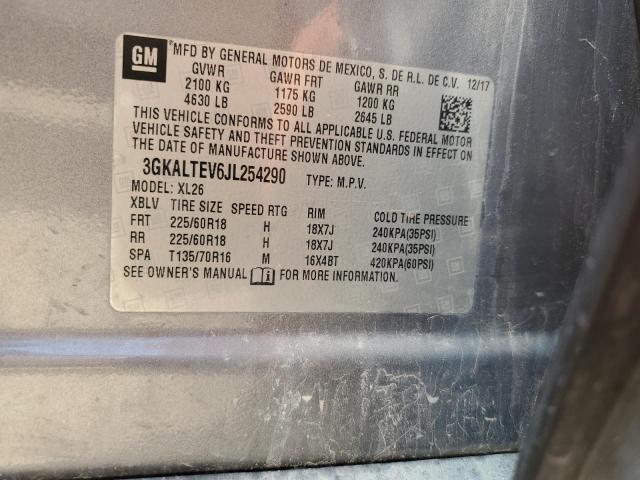 GM
®MFD BY GENERAL MOTORS DE MEXICO, S. DE R.L. DE C.V. 12/17
GVWR GAWR FRT GAWR RR
2100 KG 1175 KG 1200 KG
4630 LB 2590 LB 2645 LB
THIS VEHICLE CONFORMS TO ALL APPLICABLE U.S. FEDERAL MOTOR
VEHICLE SAFETY AND THEFT PREVENTION STANDARDS IN EFFECT ON
THE DATE OF MANUFACTURE SHOWN ABOVE.
3GKALTEV6JL254290 TYPE: M.P.V.
MODEL: XL26
XBLV TIRE SIZE SPEED RTG RIM COLD TIRE PRESSURE
FRT 225/60R18 H 18X7J 240KPA(35PSI)
RR 225/60R18 H 18X7J 240KPA(35PSI)
SPA T135/70R16 M 16X4BT 420KPA(60PSI)
SEE OWNER'S MANUAL FOR MORE INFORMATION.